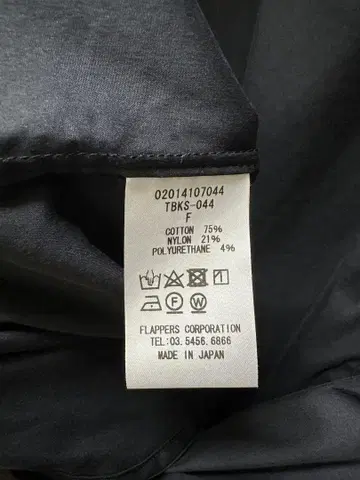 02014107044
TBKS-044
F
COTTON 75%
NYLON 21%
POLYURETHANE 4%
F W
FLAPPERS CORPORATION
TEL:03.5456.6866
MADE IN JAPAN